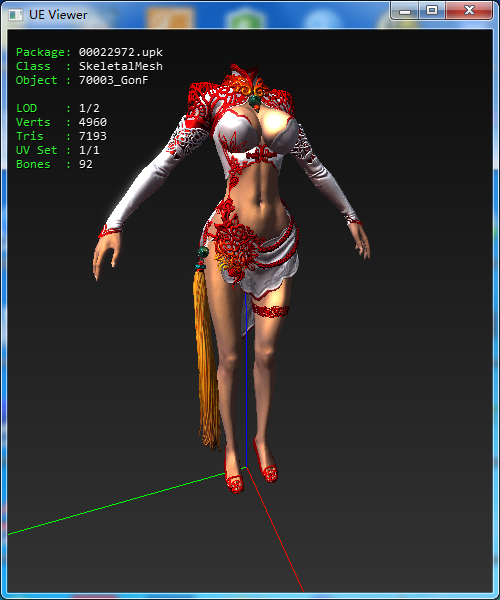 UE Viewer
Package: 00022972.upk
Class : SkeletalMesh
Object : 70003_GonF
LOD : 1/2
Verts : 4960
Tris : 7193
UV Set : 1/1
Bones : 92